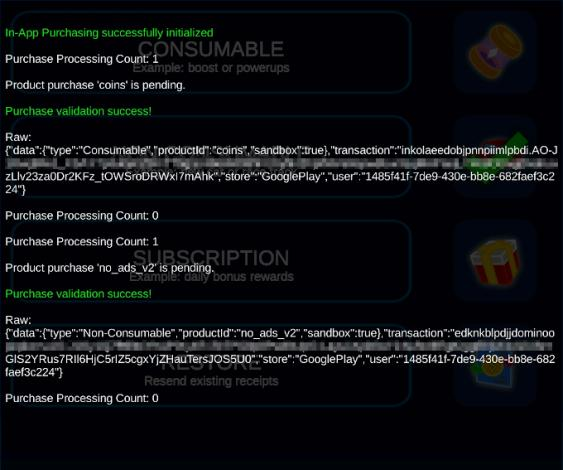 In-App Purchasing successfully initialized
CONSUMABLE
Purchase Processing Count: 1
Example: boost or powerups
Product purchase 'coins' is pending.
Purchase validation success!
Raw:
{"data":{"type":"Consumable","productId":"coins","sandbox":true},"transaction":"inkolaeedobjpnnpiimlpbdi.AO-J
zLlv23za0Dr2KFz_tOWSroDRWxi7mAhk","store":"GooglePlay","user":"1485f41f-7de9-430e-bb8e-682faef3c2
24"}
Purchase Processing Count: 0
Purchase Processing Count: 1
SUBSCRIPTION
Product purchase 'no_ads_v2' is pending.
Example: daily bonus rewards
Purchase validation success!
Raw:
{"data":{"type":"Non-Consumable","productId":"no_ads_v2","sandbox":true},"transaction":"edknkblpdjjdominoo
GIS2YRus7RIl6HjC5rIZ5cgxYjZHauTersJOS5U0","store":"GooglePlay","user":"1485f41f-7de9-430e-bb8e-682
faef3c224"}
RESTORE
Resend existing receipts
Purchase Processing Count: 0